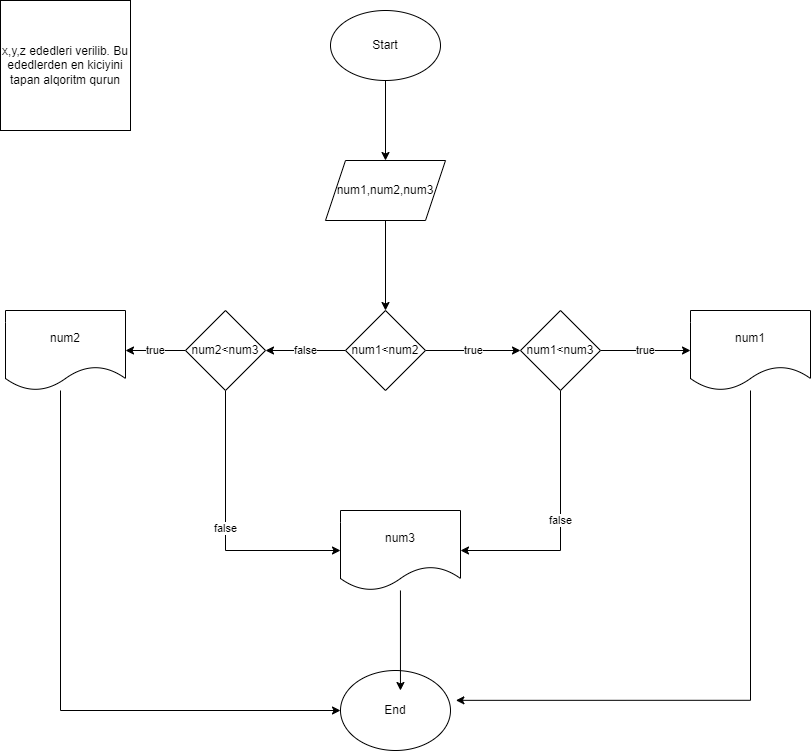 x,y,z ededleri verilib. Bu
ededlerden en kiciyini
tapan alqoritm qurun
Start
num1,num2,num3
num2
true
num2<num3
false
num1<num2
true
num1<num3
true
num1
false
false
num3
End